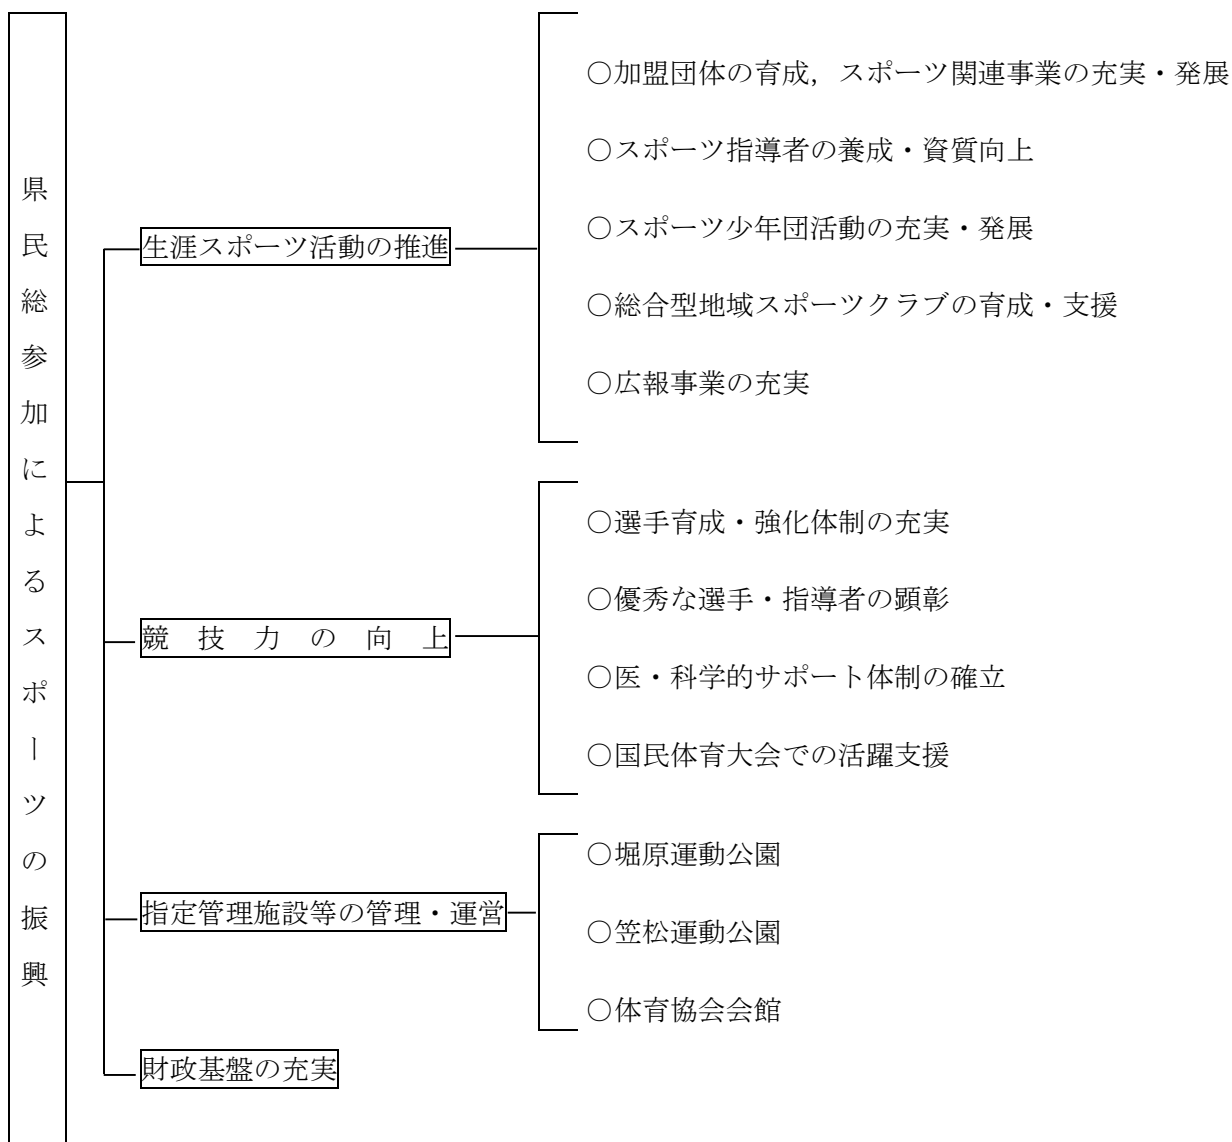 県民総参加によるスポーツの振興
生涯スポーツ活動の推進
○加盟団体の育成，スポーツ関連事業の充実・発展
○スポーツ指導者の養成・資質向上
○スポーツ少年団活動の充実・発展
○総合型地域スポーツクラブの育成・支援
○広報事業の充実
競技力の向上
○選手育成・強化体制の充実
○優秀な選手・指導者の顕彰
○医・科学的サポート体制の確立
○国民体育大会での活躍支援
指定管理施設等の管理・運営
○堀原運動公園
○笠松運動公園
○体育協会会館
財政基盤の充実